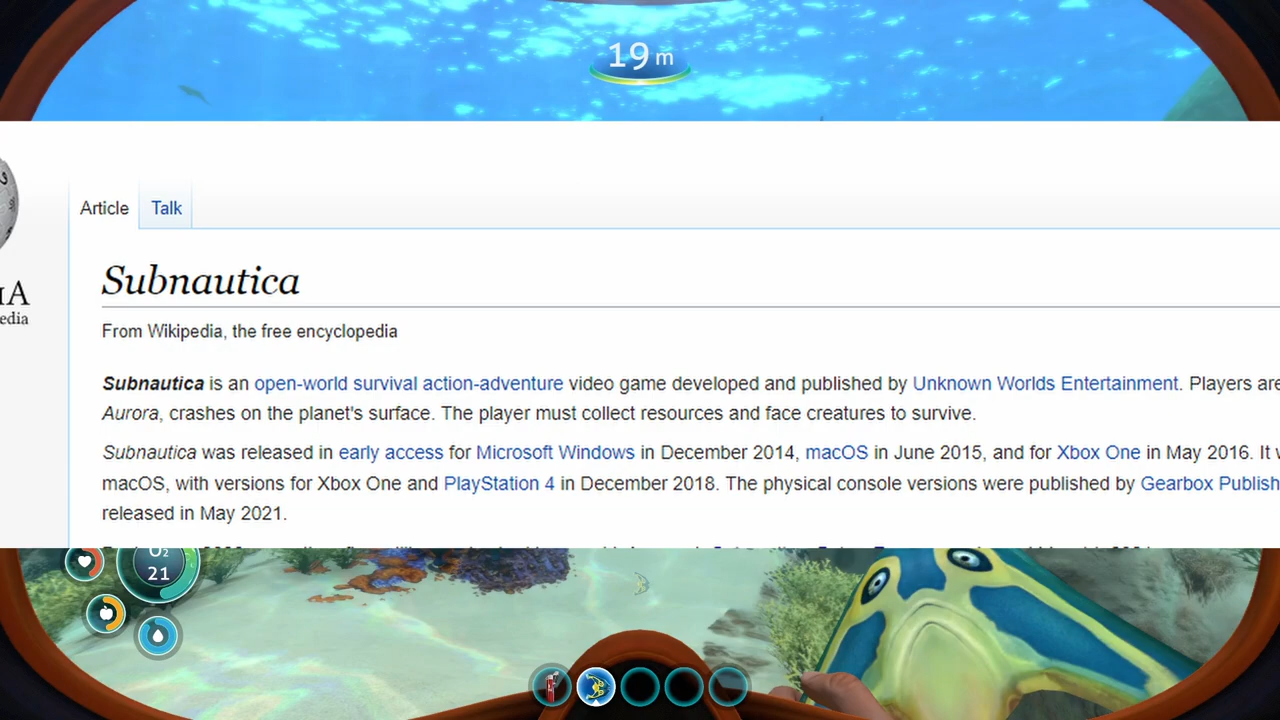 19 m
Article Talk
IA
edia
Subnautica
From Wikipedia, the free encyclopedia
Subnautica is an open-world survival action-adventure video game developed and published by Unknown Worlds Entertainment. Players are
Aurora, crashes on the planet's surface. The player must collect resources and face creatures to survive.
Subnautica was released in early access for Microsoft Windows in December 2014, macOS in June 2015, and for Xbox One in May 2016. It w
macOS, with versions for Xbox One and PlayStation 4 in December 2018. The physical console versions were published by Gearbox Publish
released in May 2021.
O2
21